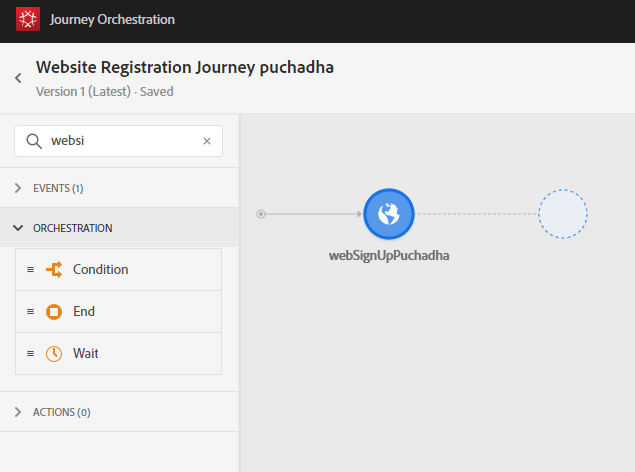 Journey Orchestration
Website Registration Journey puchadha
Version 1 (Latest) · Saved
websi
EVENTS (1)
ORCHESTRATION
Condition
End
Wait
ACTIONS (0)
webSignUpPuchadha